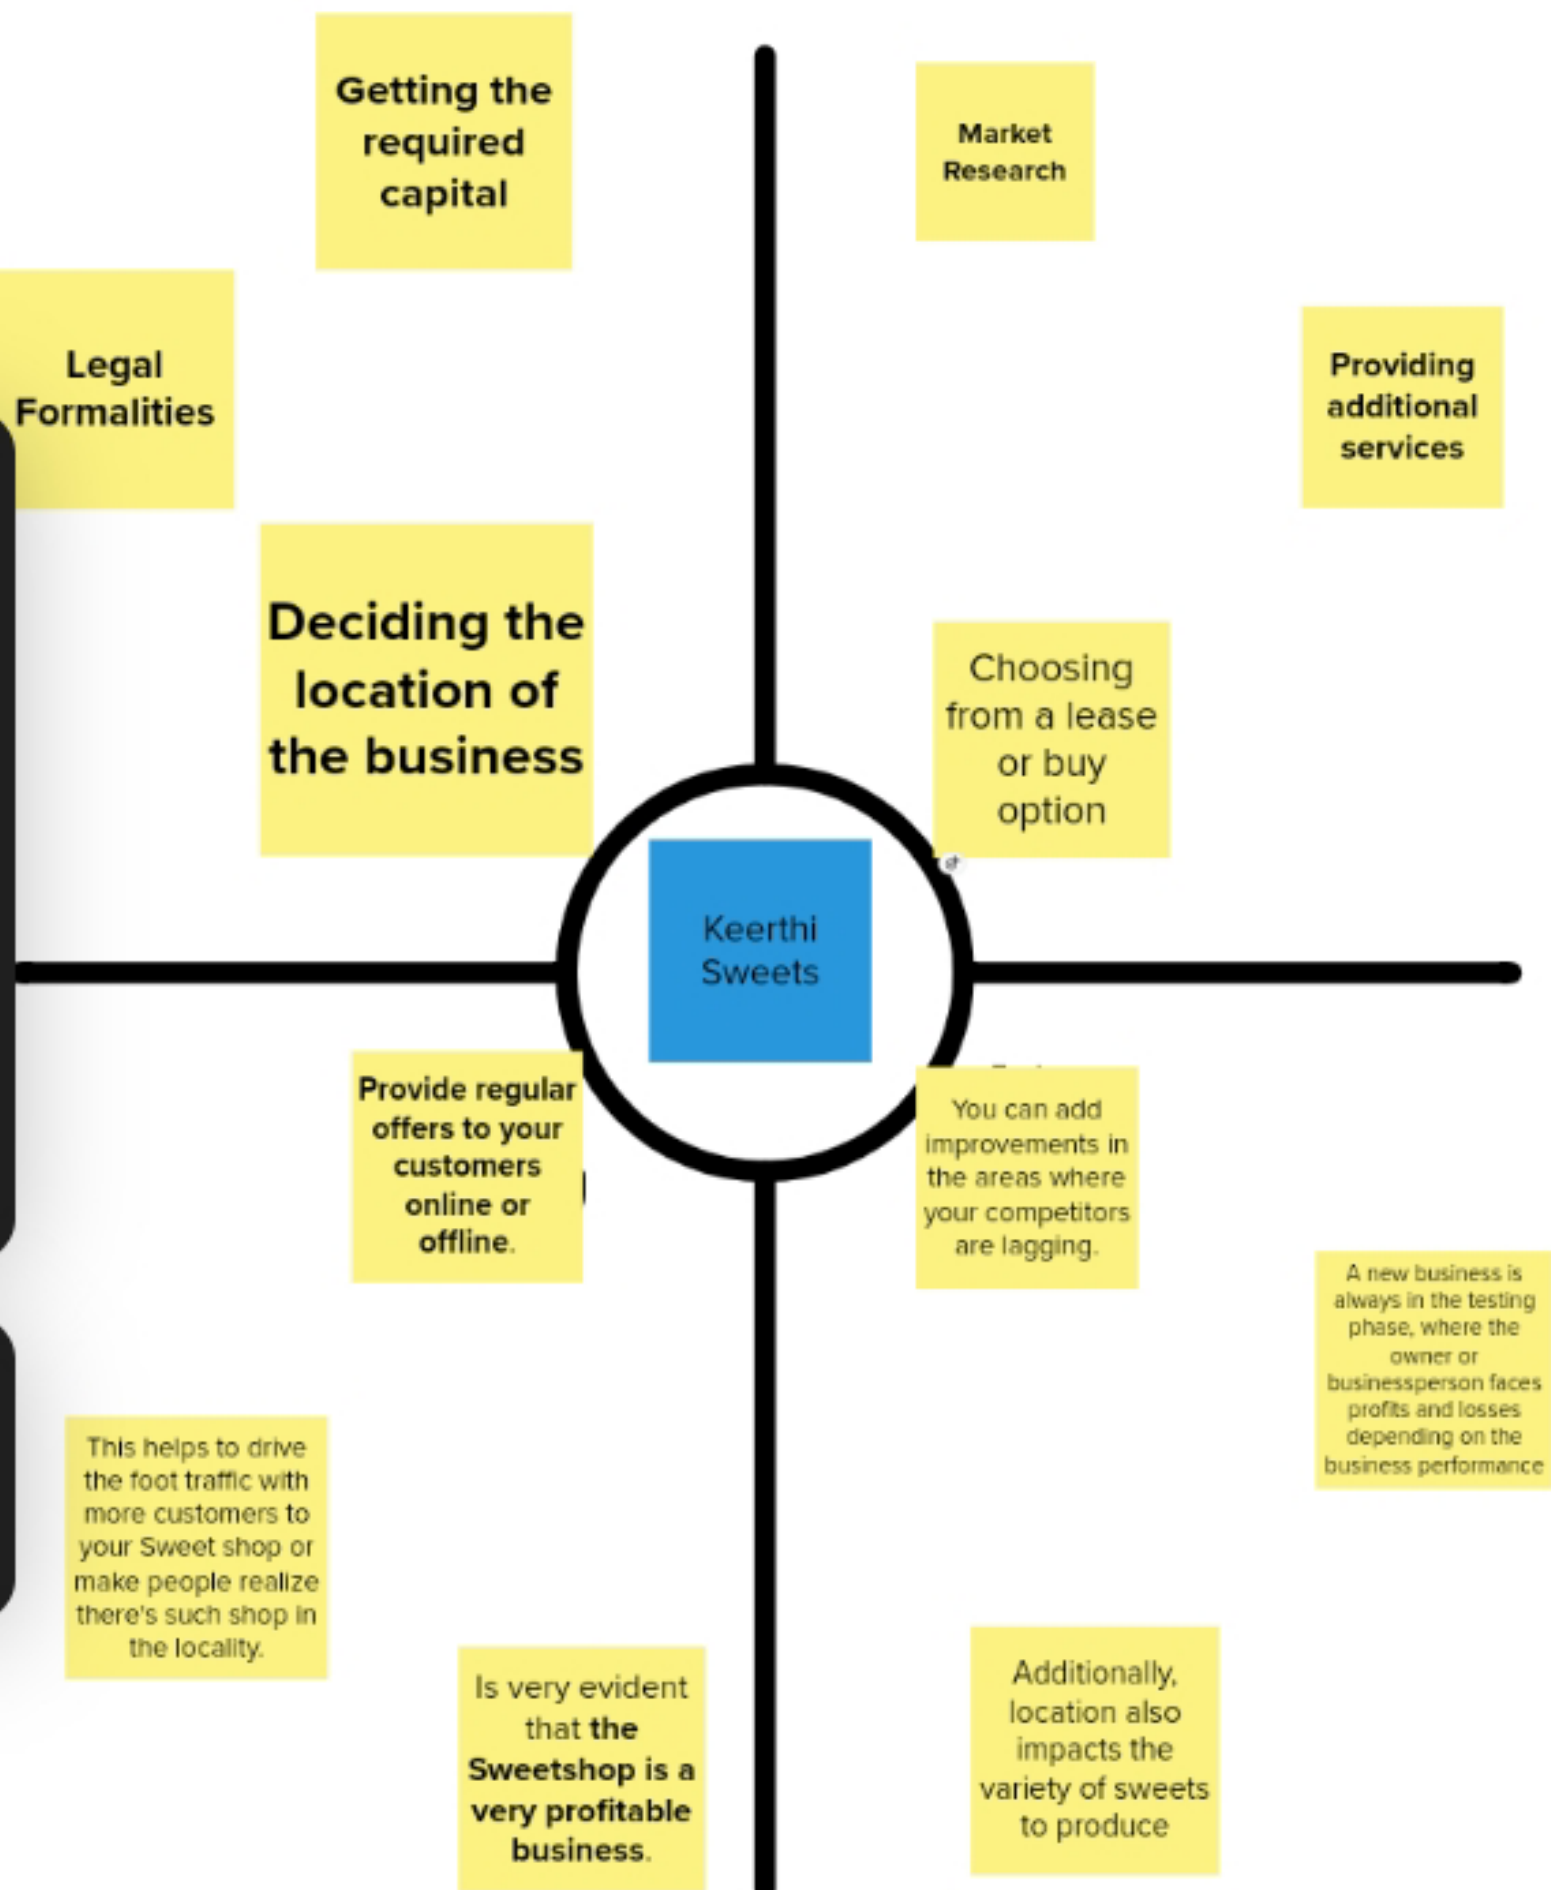 Getting the
required
capital
Market
Research
Legal
Formalities
Providing
additional
services
Deciding the
location of
the business
Choosing
from a lease
or buy
option
Keerthi
Sweets
Provide regular
offers to your
customers
online or
offline.
You can add
improvements in
the areas where
your competitors
are lagging.
A new business is
always in the testing
phase, where the
owner or
businessperson faces
profits and losses
depending on the
business performance
This helps to drive
the foot traffic with
more customers to
your Sweet shop or
make people realize
there's such shop in
the locality.
Is very evident
that the
Sweetshop is a
very profitable
business.
Additionally,
location also
impacts the
variety of sweets
to produce